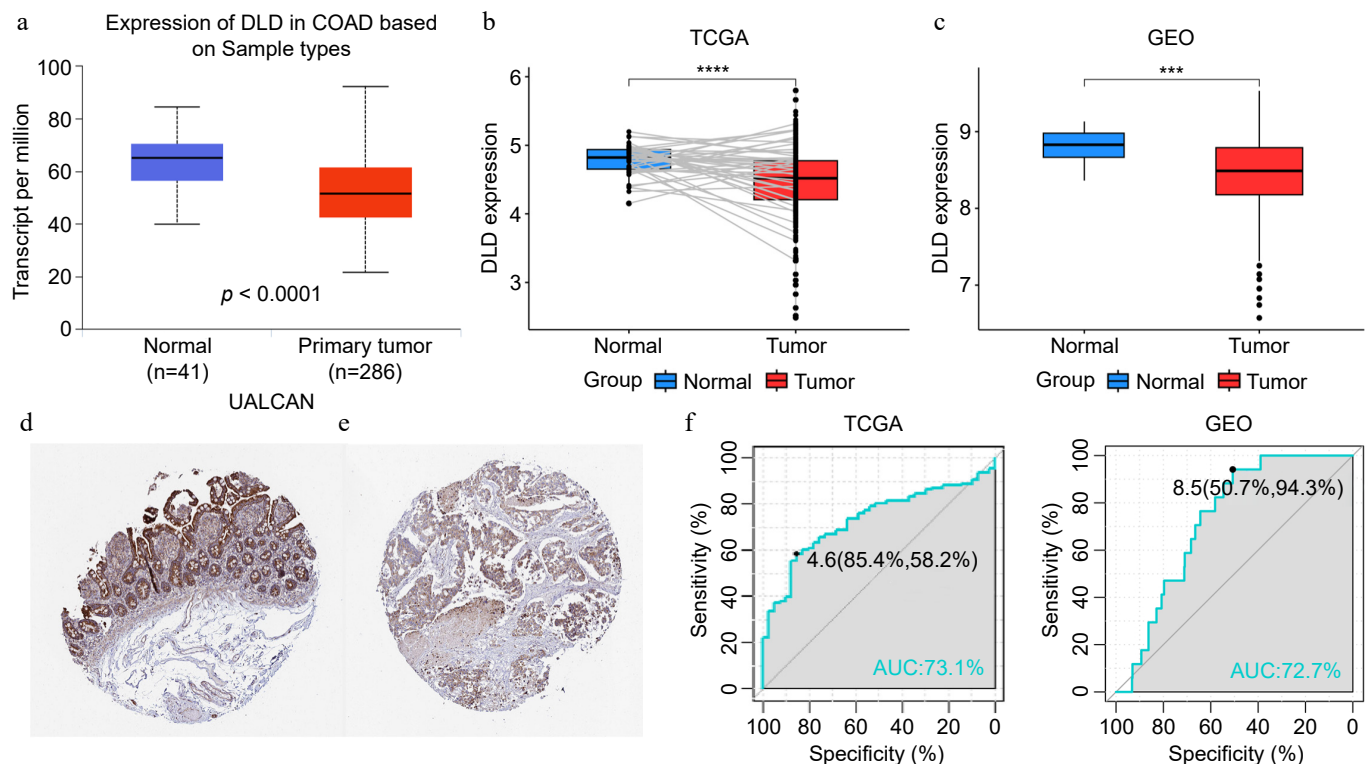 a
Expression of DLD in COAD based
on Sample types
Transcript per million
100
80
60
40
20
0
p < 0.0001
Normal
(n=41)
Primary tumor
(n=286)
UALCAN
b
TCGA
****
DLD expression
6
5
4
3
Normal
Tumor
Group Normal Tumor
c
GEO
***
DLD expression
9
8
7
Normal
Tumor
Group Normal Tumor
d
e
f
TCGA
Sensitivity (%)
100
80
60
40
20
0
4.6(85.4%,58.2%)
AUC:73.1%
100 80 60 40 20 0
Specificity (%)
GEO
Sensitivity (%)
100
80
60
40
20
0
8.5(50.7%,94.3%)
AUC:72.7%
100 80 60 40 20 0
Specificity (%)